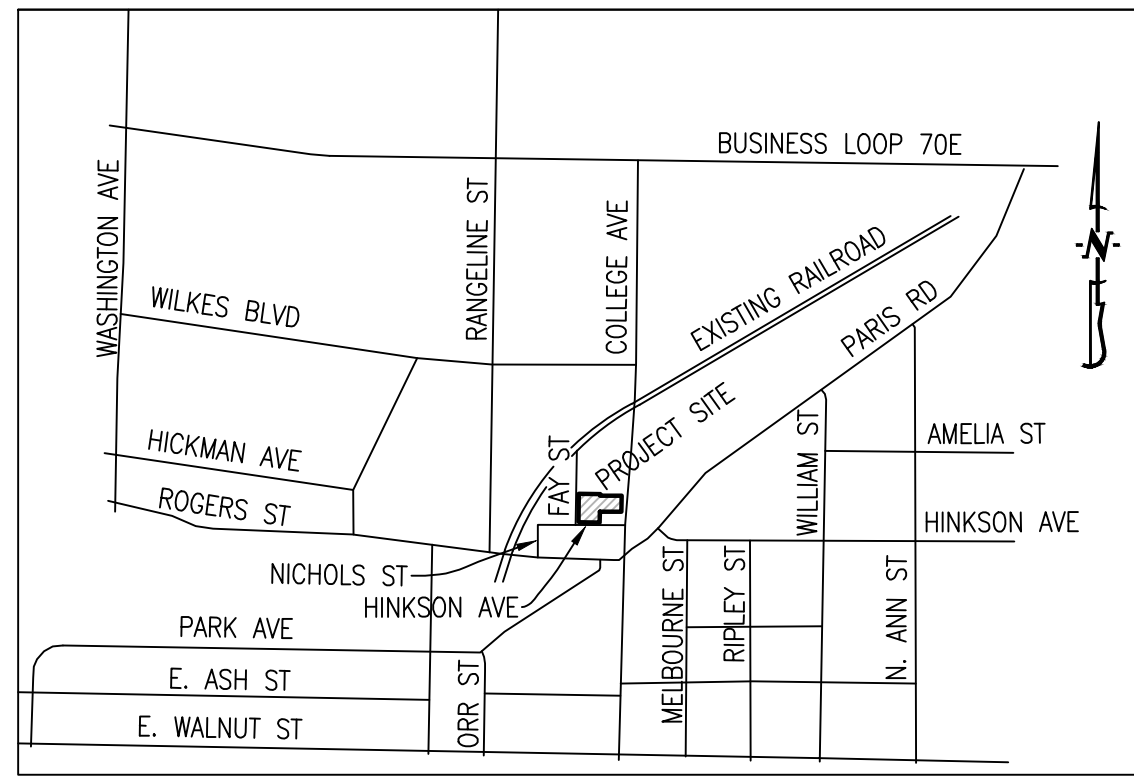 BUSINESS LOOP 70E
WASHINGTON AVE
RANGELINE ST
COLLEGE AVE
N
EXISTING RAILROAD
PARIS RD
WILKES BLVD
PROJECT SITE
HICKMAN AVE
FAY ST
WILLIAM ST
AMELIA ST
ROGERS ST
HINKSON AVE
NICHOLS ST
HINKSON AVE
MELBOURNE ST
RIPLEY ST
N. ANN ST
PARK AVE
E. ASH ST
ORR ST
E. WALNUT ST